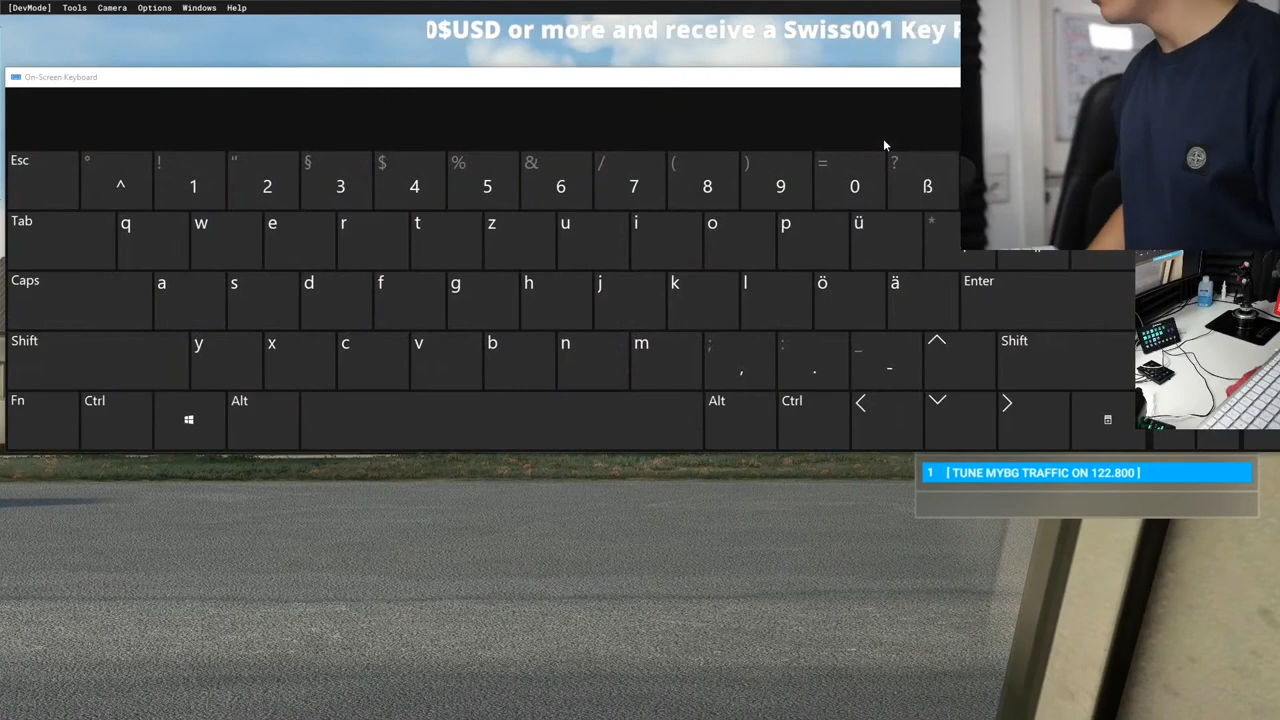 [DevMode] Tools Camera Options Windows Help
0$USD or more and receive a Swiss001 Key F
On-Screen Keyboard
Esc ° ^ ! 1 " 2 § 3 $ 4 % 5 & 6 / 7 ( 8 ) 9 = 0 ? ß
Tab q w e r t z u i o p ü *
Caps a s d f g h j k l ö ä Enter
Shift y x c v b n m ; , : . _ - Shift
Fn Ctrl Alt Alt Ctrl
1 [ TUNE MYBG TRAFFIC ON 122.800 ]